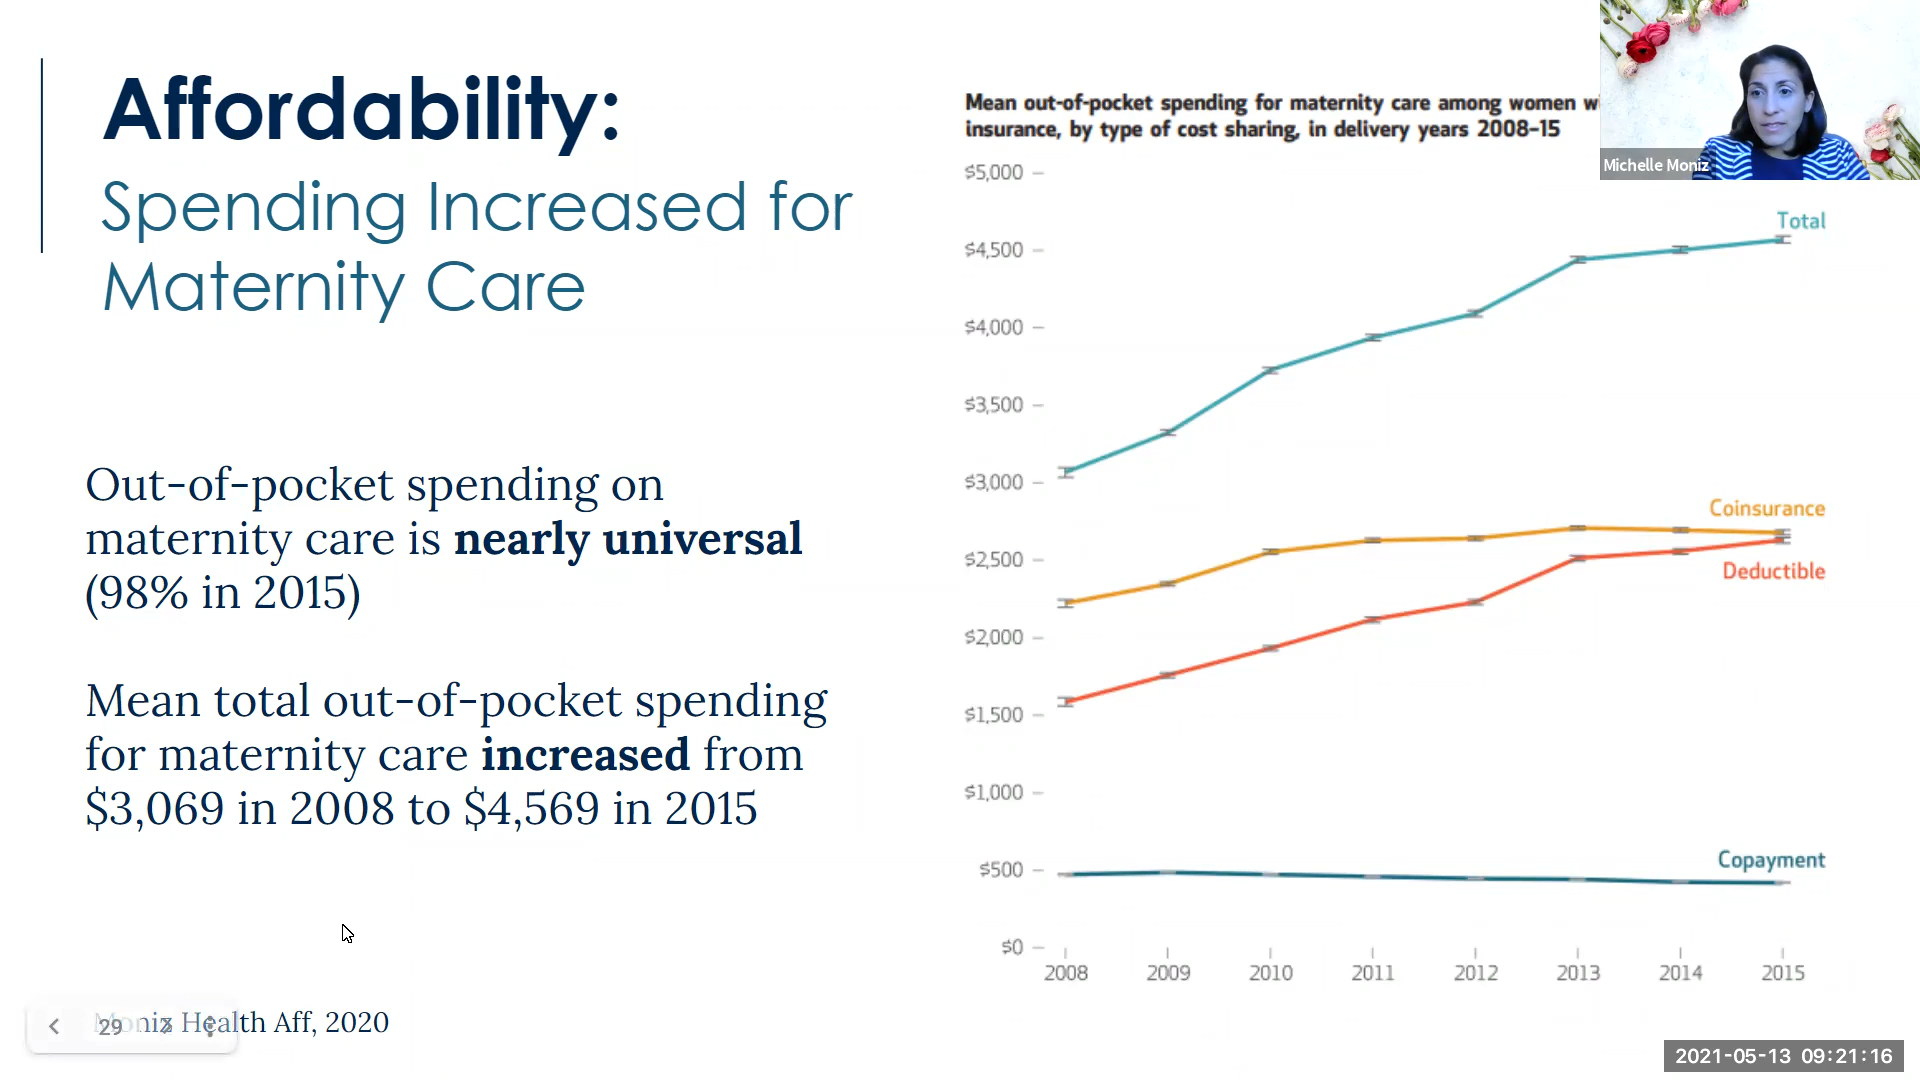 Affordability:
Spending Increased for
Maternity Care
Out-of-pocket spending on
maternity care is nearly universal
(98% in 2015)
Mean total out-of-pocket spending
for maternity care increased from
$3,069 in 2008 to $4,569 in 2015
Moniz Health Aff, 2020
29
Mean out-of-pocket spending for maternity care among women
insurance, by type of cost sharing, in delivery years 2008–15
$5,000
$4,500
$4,000
$3,500
$3,000
$2,500
$2,000
$1,500
$1,000
$500
$0
Total
Coinsurance
Deductible
Copayment
2008 2009 2010 2011 2012 2013 2014 2015
Michelle Moniz
2021-05-13 09:21:16